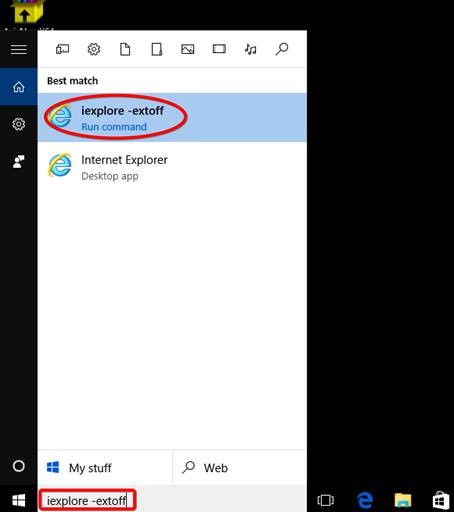 Best match
iexplore -extoff
Run command
Internet Explorer
Desktop app
My stuff
Web
iexplore -extoff